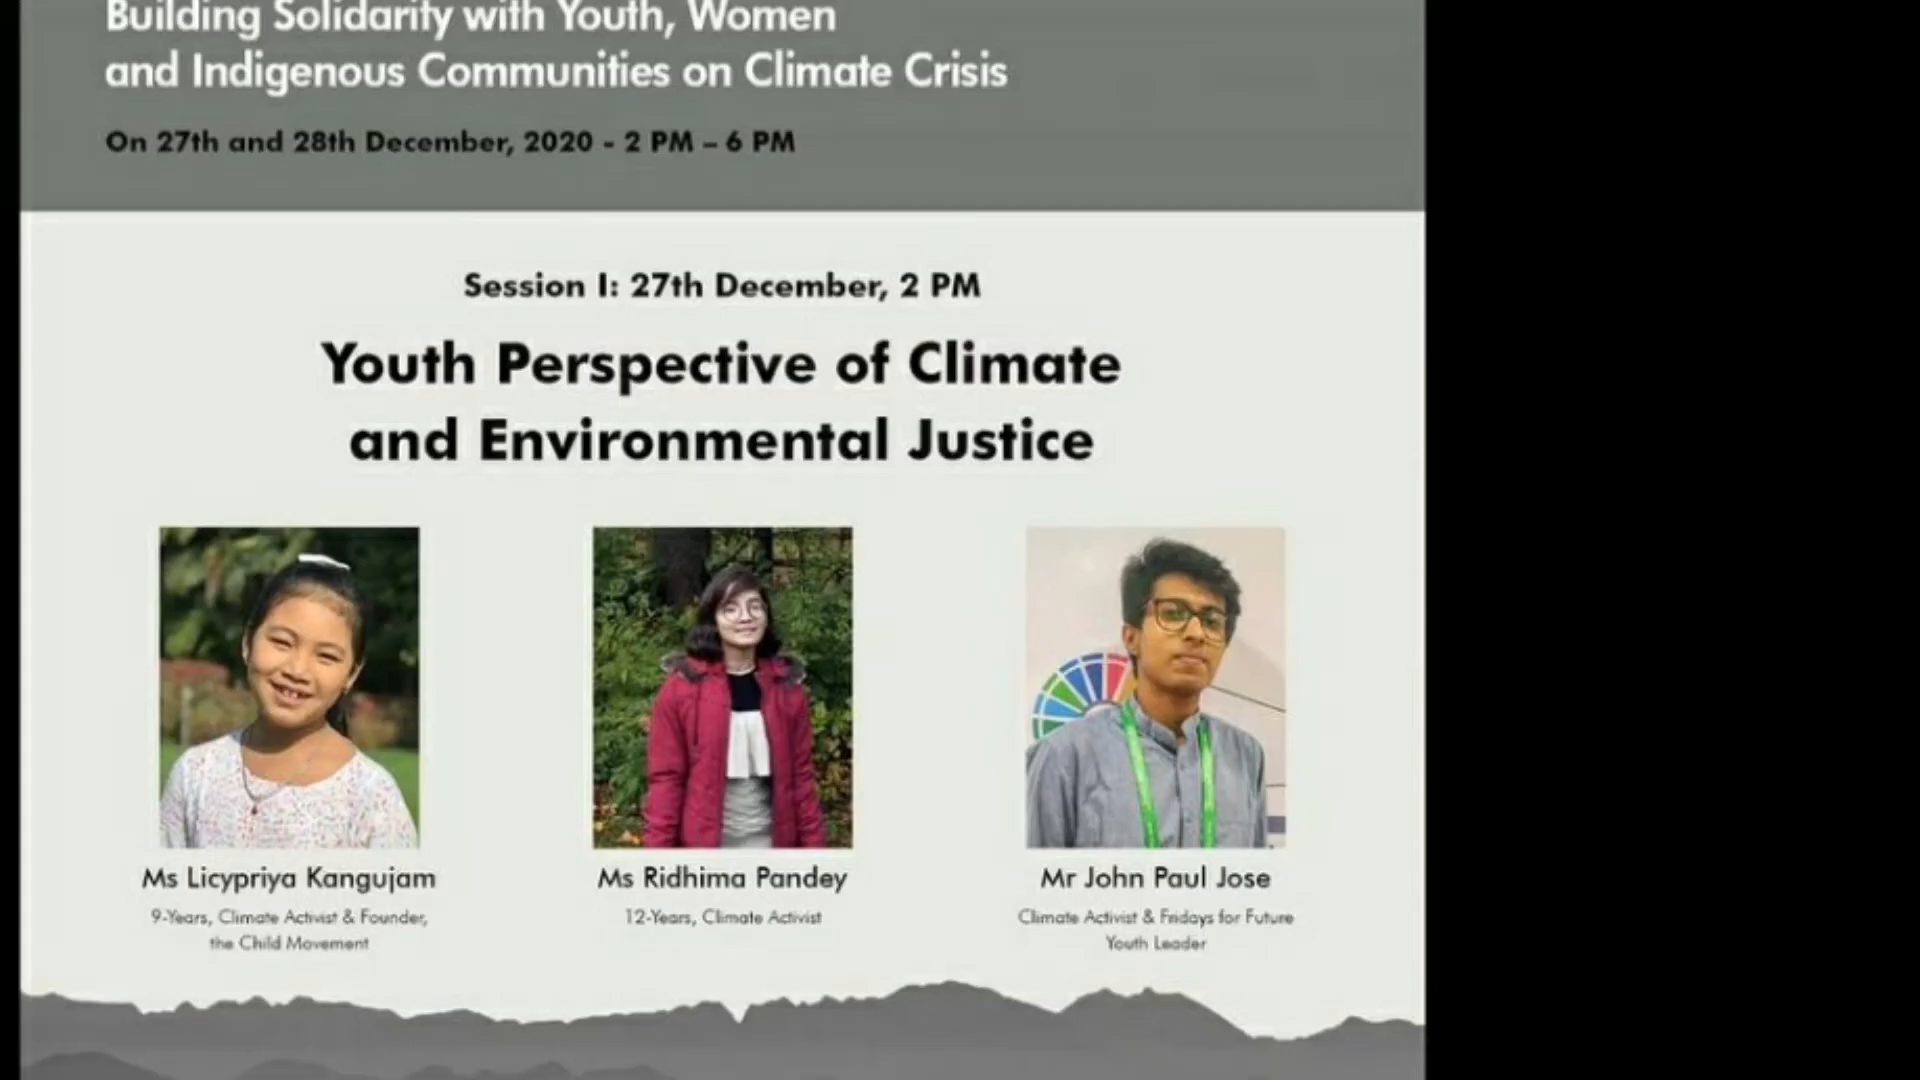 Building Solidarity with Youth, Women
and Indigenous Communities on Climate Crisis
On 27th and 28th December, 2020 - 2 PM – 6 PM
Session I: 27th December, 2 PM
Youth Perspective of Climate
and Environmental Justice
Ms Licypriya Kangujam
9-Years, Climate Activist & Founder,
the Child Movement
Ms Ridhima Pandey
12-Years, Climate Activist
Mr John Paul Jose
Climate Activist & Fridays for Future
Youth Leader